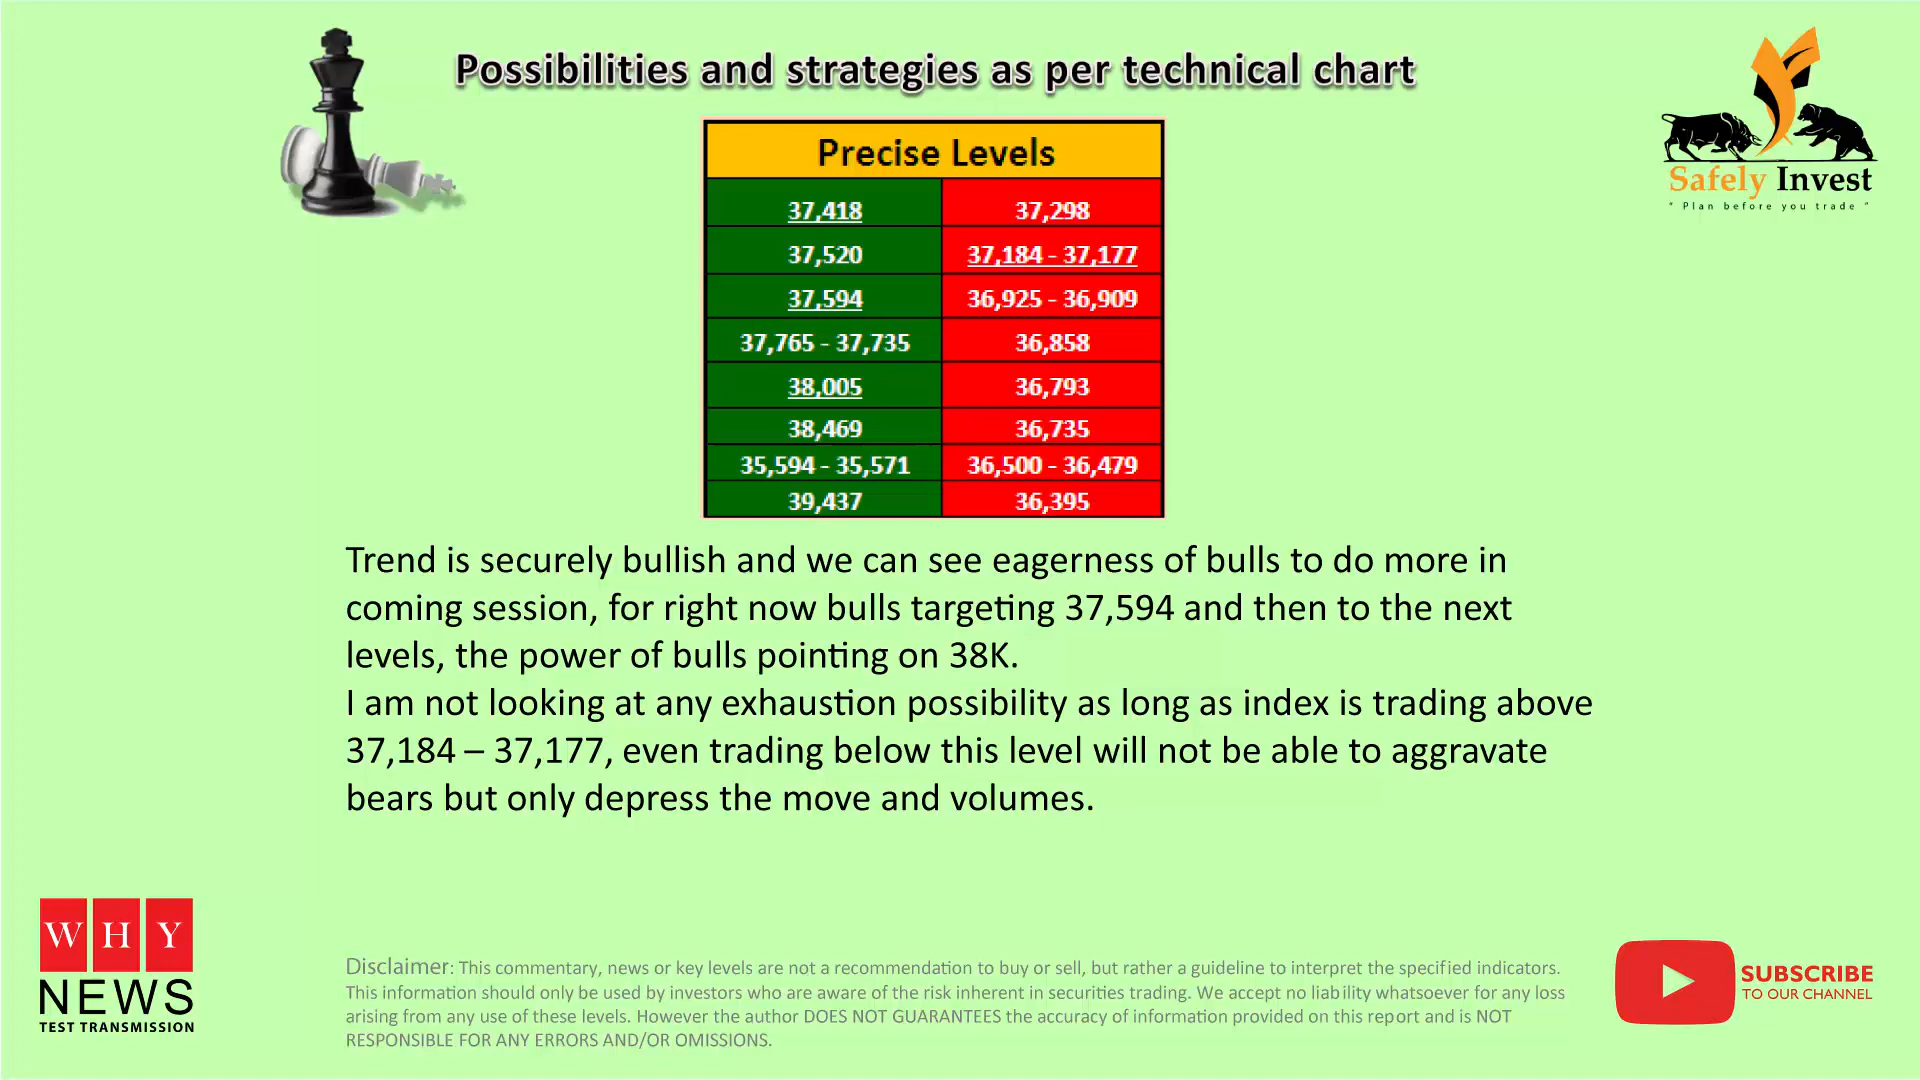 Possibilities and strategies as per technical chart
Safely Invest
" Plan before you trade "
Precise Levels
37,418 37,298
37,520 37,184 - 37,177
37,594 36,925 - 36,909
37,765 - 37,735 36,858
38,005 36,793
38,469 36,735
35,594 - 35,571 36,500 - 36,479
39,437 36,395
Trend is securely bullish and we can see eagerness of bulls to do more in
coming session, for right now bulls targeting 37,594 and then to the next
levels, the power of bulls pointing on 38K.
I am not looking at any exhaustion possibility as long as index is trading above
37,184 – 37,177, even trading below this level will not be able to aggravate
bears but only depress the move and volumes.
WHY
NEWS
TEST TRANSMISSION
Disclaimer: This commentary, news or key levels are not a recommendation to buy or sell, but rather a guideline to interpret the specified indicators.
This information should only be used by investors who are aware of the risk inherent in securities trading. We accept no liability whatsoever for any loss
arising from any use of these levels. However the author DOES NOT GUARANTEES the accuracy of information provided on this report and is NOT
RESPONSIBLE FOR ANY ERRORS AND/OR OMISSIONS.
SUBSCRIBE
TO OUR CHANNEL